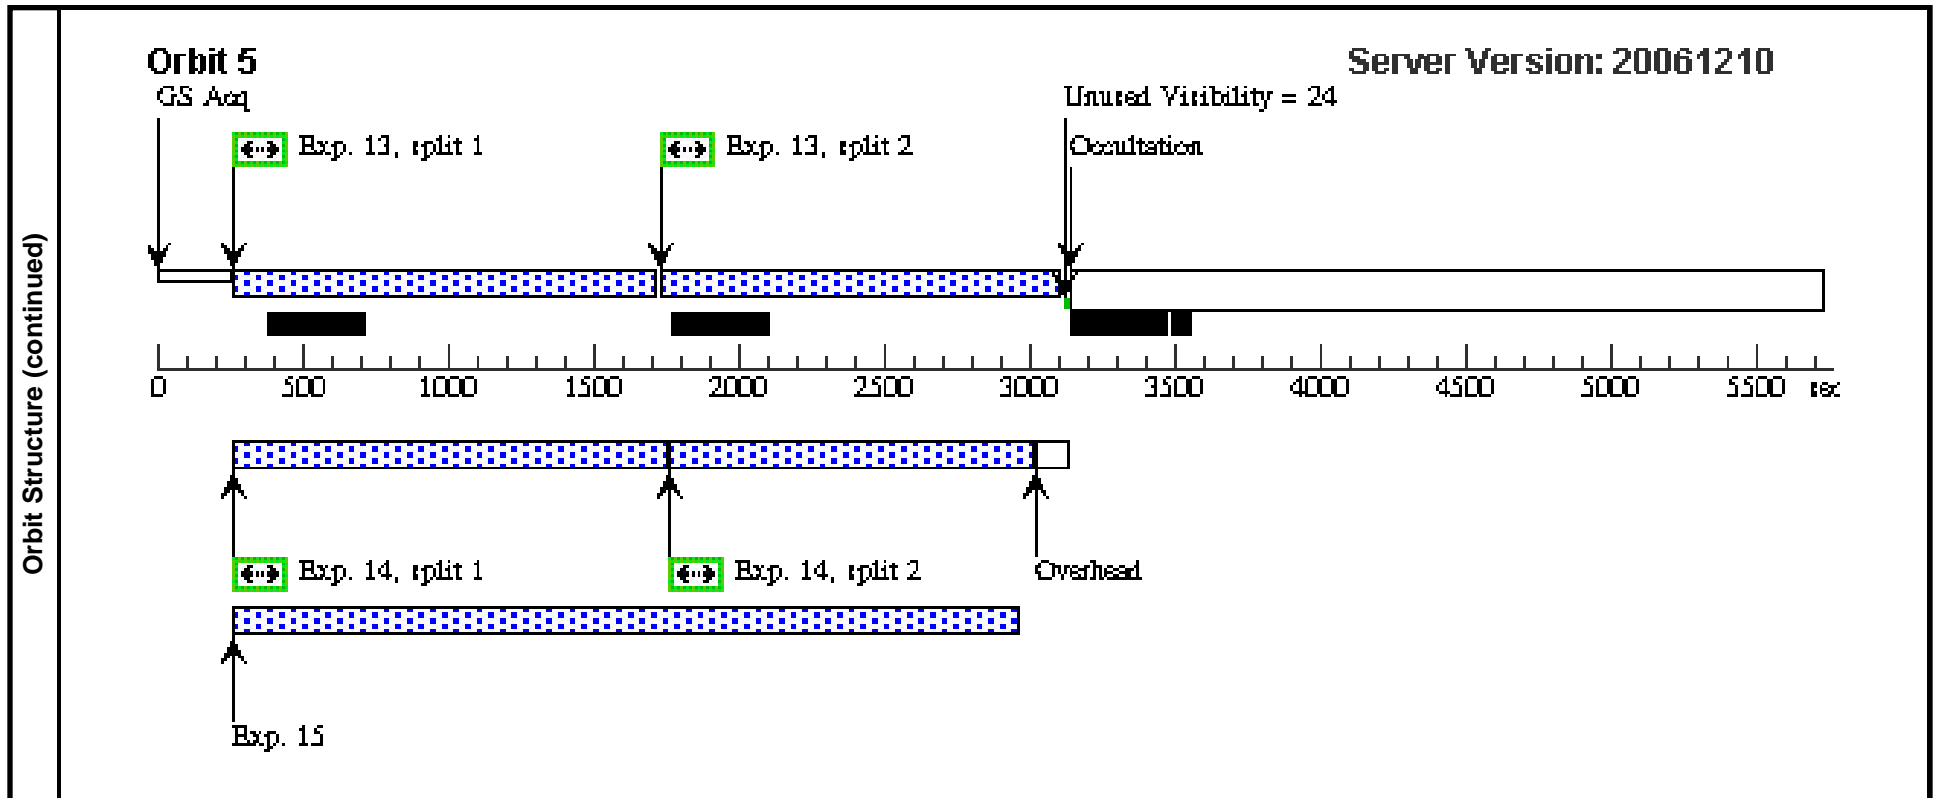 Orbit Structure (continued)
Orbit 5
Server Version: 20061210
GS Acq
Unused Visibility = 24
Exp. 13, split 1
Exp. 13, split 2
Occultation
0 500 1000 1500 2000 2500 3000 3500 4000 4500 5000 5500 sec
Exp. 14, split 1
Exp. 14, split 2
Overhead
Exp. 15